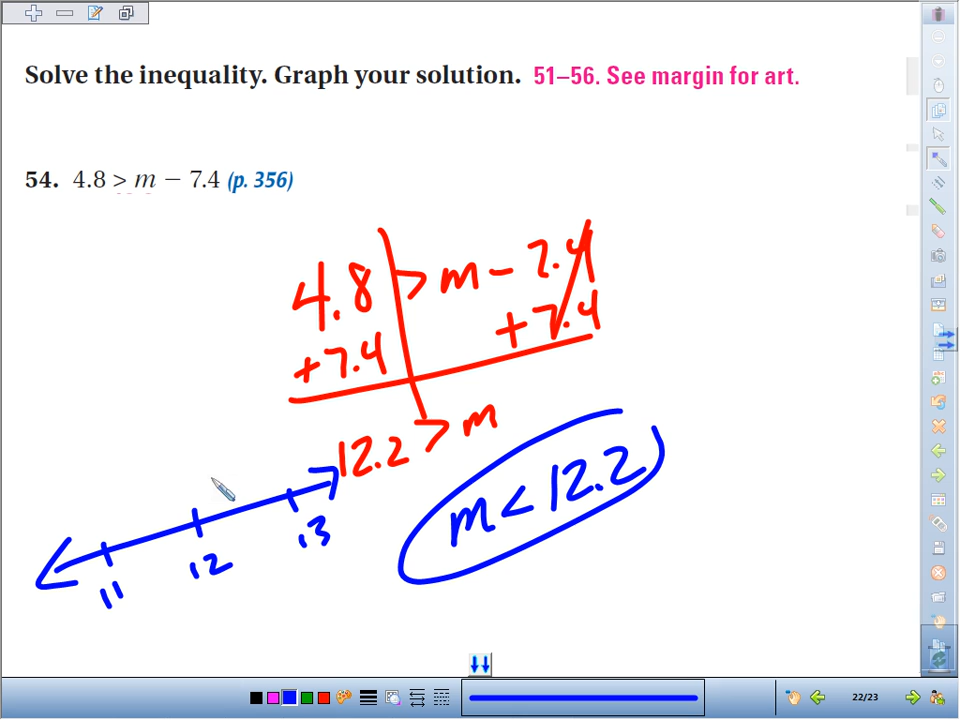 Solve the inequality. Graph your solution. 51–56. See margin for art.
54. 4.8 > m − 7.4 (p. 356)
4.8 > m − 7.4
+7.4 +7.4
12.2 > m
m < 12.2
11 12 13
22/23